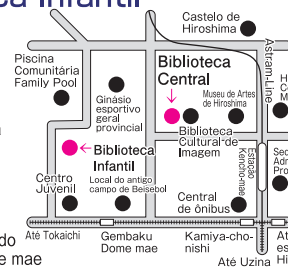 a Infantil
Castelo de
Hiroshima
Astram-Line
Piscina
Comunitária
Family Pool
Biblioteca
Central
Ginásio
esportivo
geral
provincial
Museu de Artes
de Hiroshima
Biblioteca
Cultural de
Imagem
Biblioteca
Infantil
Estação
Kencho-mae
Centro
Juvenil
Local do antigo
campo de Beisebol
Central
de ônibus
do
e mae
Até Tokaichi
Gembaku
Dome mae
Kamiya-cho-
nishi
Até Uzina